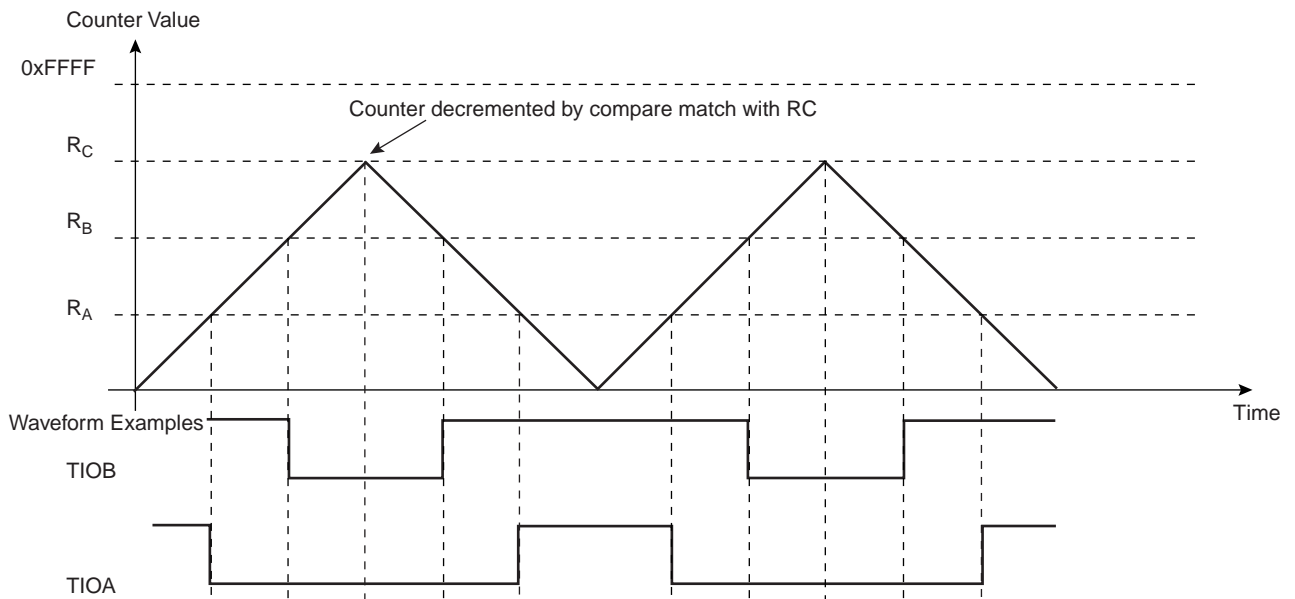 Counter Value
0xFFFF
Counter decremented by compare match with RC
RC
RB
RA
Time
Waveform Examples
TIOB
TIOA